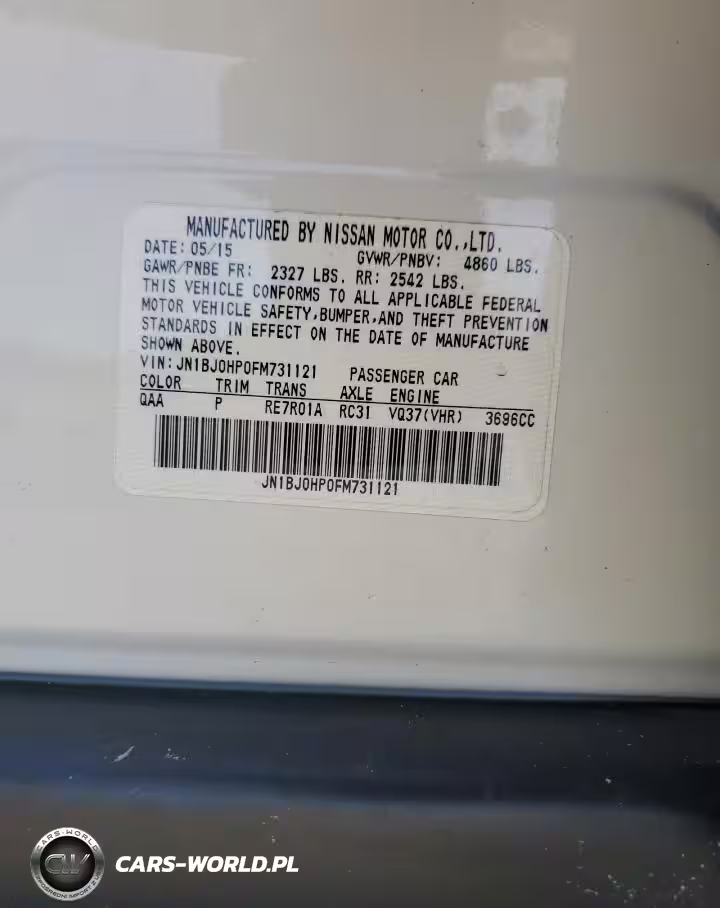 MANUFACTURED BY NISSAN MOTOR CO.,LTD.
DATE: 05/15 GVWR/PNBV: 4860 LBS.
GAWR/PNBE FR: 2327 LBS. RR: 2542 LBS.
THIS VEHICLE CONFORMS TO ALL APPLICABLE FEDERAL
MOTOR VEHICLE SAFETY,BUMPER,AND THEFT PREVENTION
STANDARDS IN EFFECT ON THE DATE OF MANUFACTURE
SHOWN ABOVE.
VIN:JN1BJ0HP0FM731121 PASSENGER CAR
COLOR TRIM TRANS AXLE ENGINE
QAA P RE7R01A RC31 VQ37(VHR) 3696CC
JN1BJ0HP0FM731121
CARS-WORLD
CW
CARS-WORLD.PL